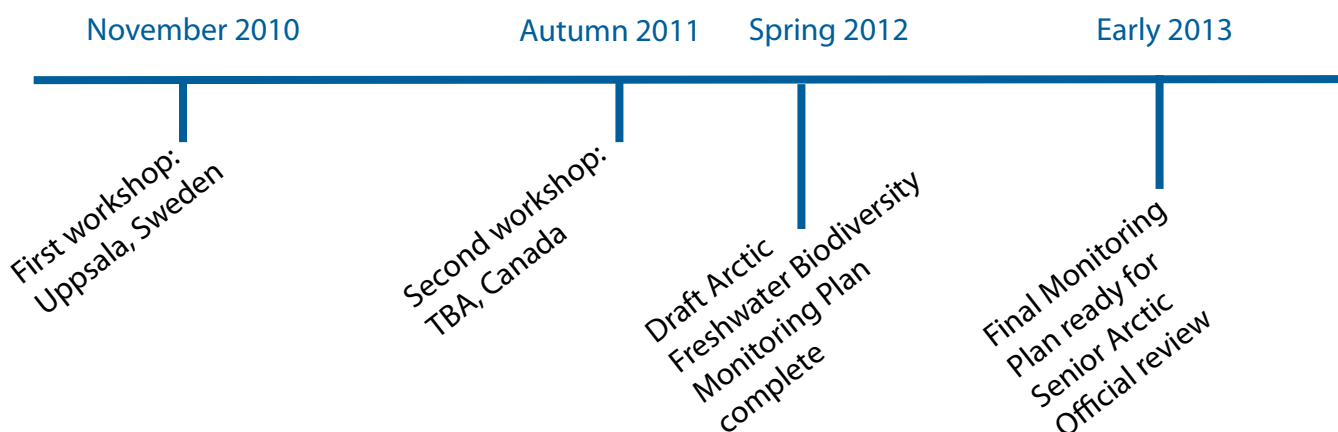 November 2010
Autumn 2011
Spring 2012
Early 2013
First workshop:
Uppsala, Sweden
Second workshop:
TBA, Canada
Draft Arctic
Freshwater Biodiversity
Monitoring Plan
complete
Final Monitoring
Plan ready for
Senior Arctic
Official review